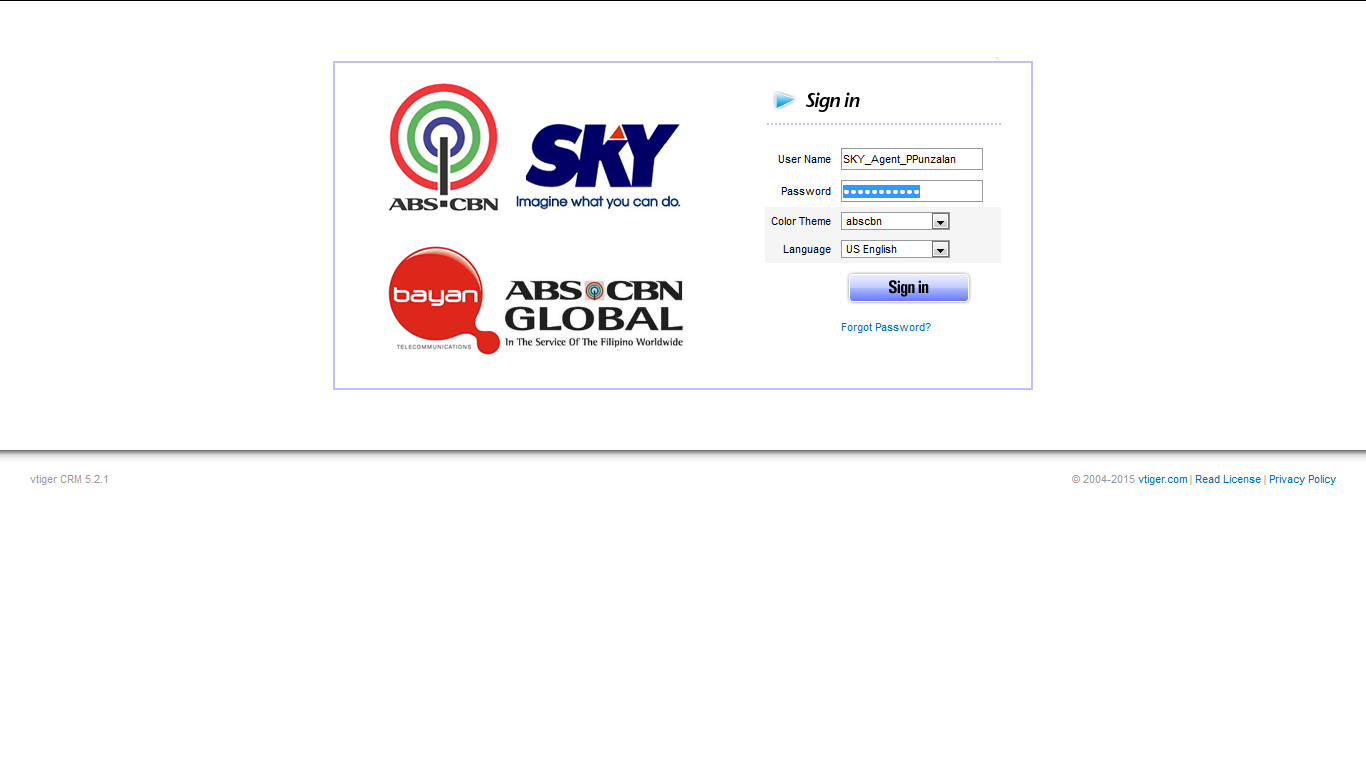 ABS CBN
SKY
Imagine what you can do.
bayan
TELECOMMUNICATIONS
ABS CBN
GLOBAL
In The Service Of The Filipino Worldwide
Sign in
User Name SKY_Agent_PPunzalan
Password •••••••••••
Color Theme abscbn
Language US English
Sign in
Forgot Password?
vtiger CRM 5.2.1
© 2004-2015 vtiger.com | Read License | Privacy Policy